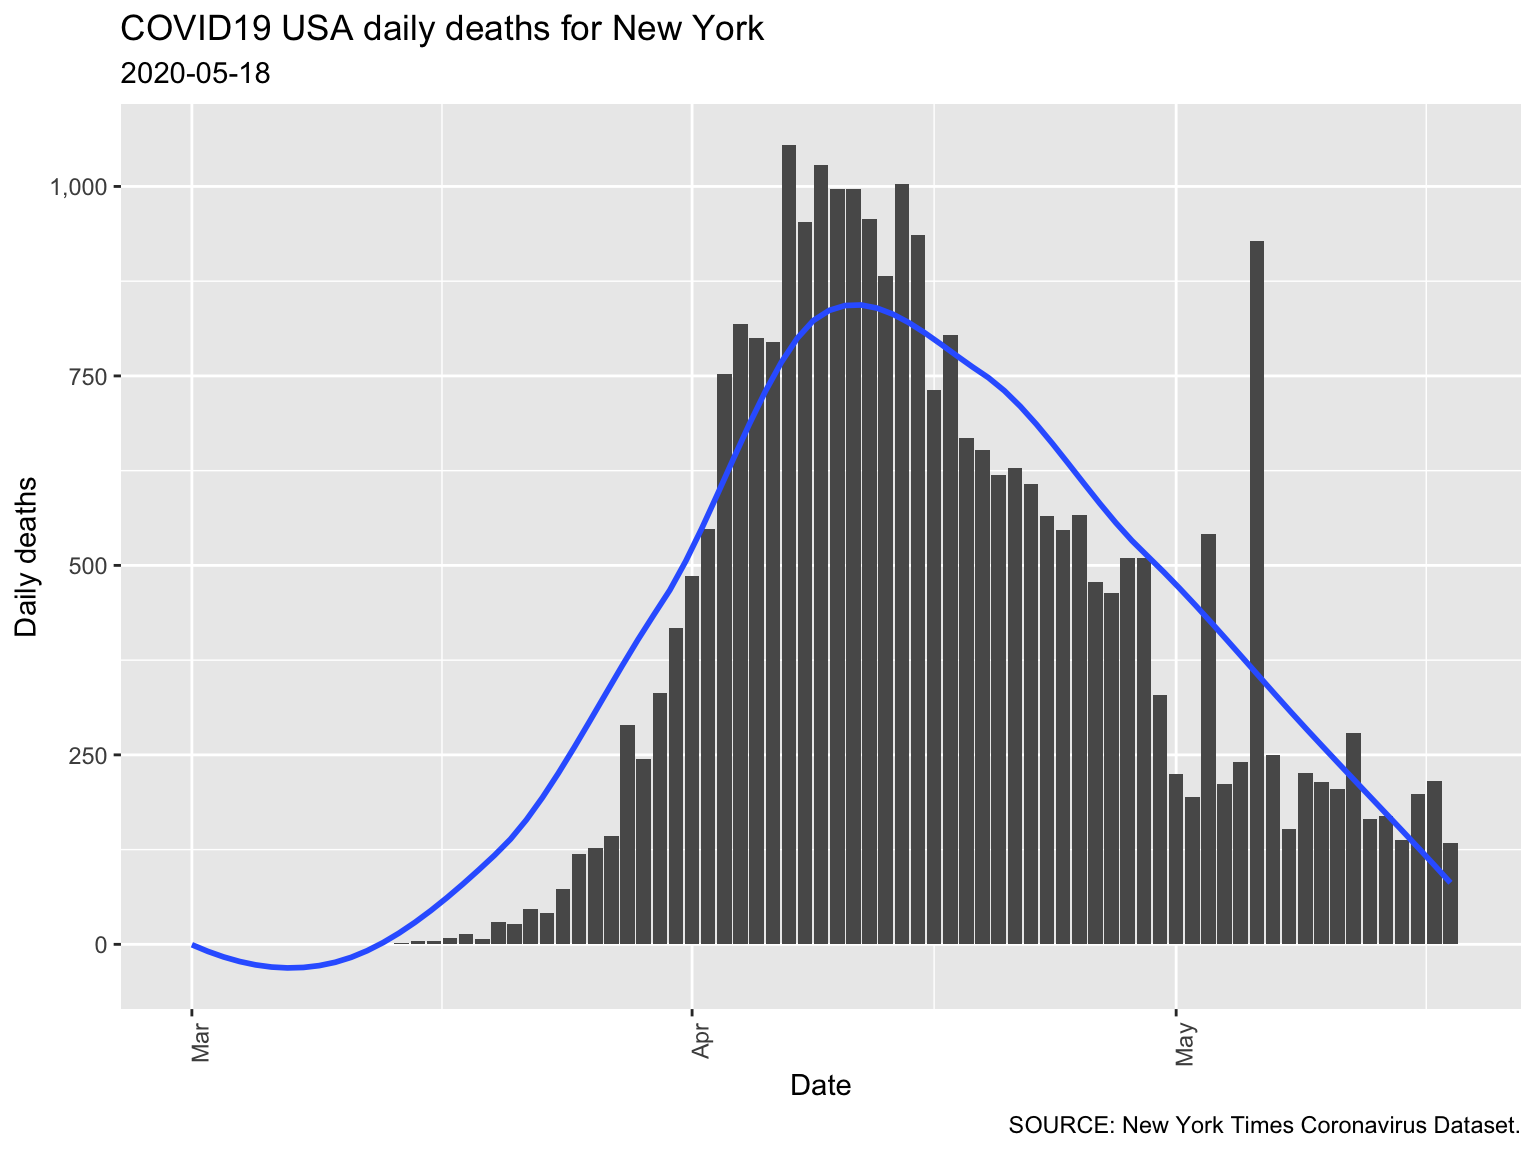 COVID19 USA daily deaths for New York
2020-05-18
1,000
750
500
250
0
Daily deaths
Mar
Apr
May
Date
SOURCE: New York Times Coronavirus Dataset.